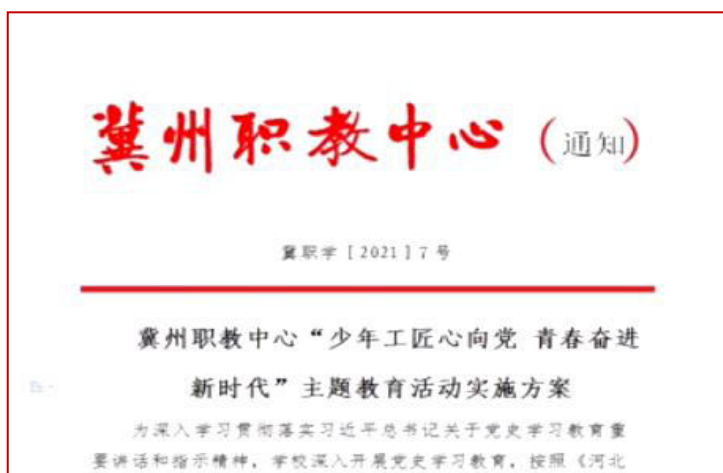 冀州职教中心（通知）
冀职学［2021］7号
冀州职教中心“少年工匠心向党 青春奋进
新时代”主题教育活动实施方案
为深入学习贯彻落实习近平总书记关于党史学习教育重
要讲话和指示精神，学校深入开展党史学习教育，按照《河北